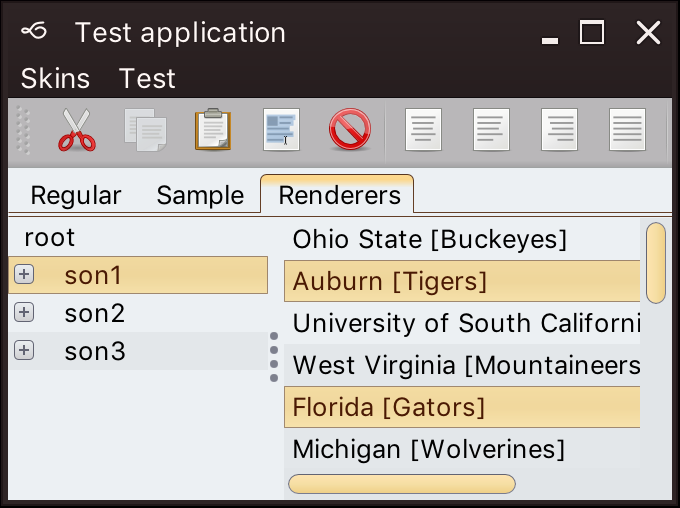 Test application
Skins Test
Regular Sample Renderers
root
son1
son2
son3
Ohio State [Buckeyes]
Auburn [Tigers]
University of South Californi
West Virginia [Mountaineers
Florida [Gators]
Michigan [Wolverines]